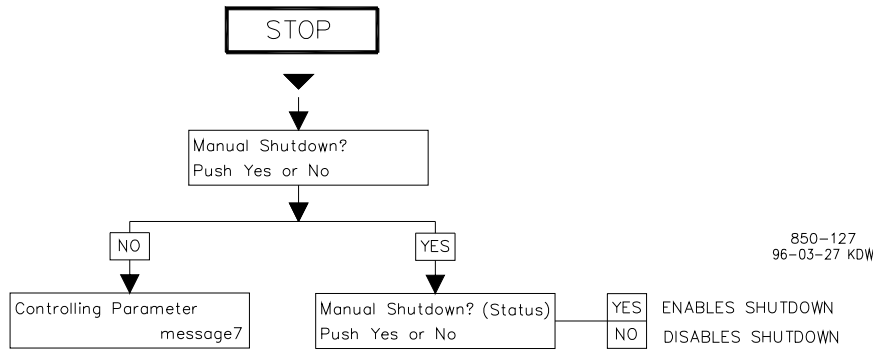 STOP
Manual Shutdown?
Push Yes or No
NO
YES
850-127
96-03-27 KDW
Controlling Parameter
message7
Manual Shutdown? (Status)
Push Yes or No
YES ENABLES SHUTDOWN
NO DISABLES SHUTDOWN